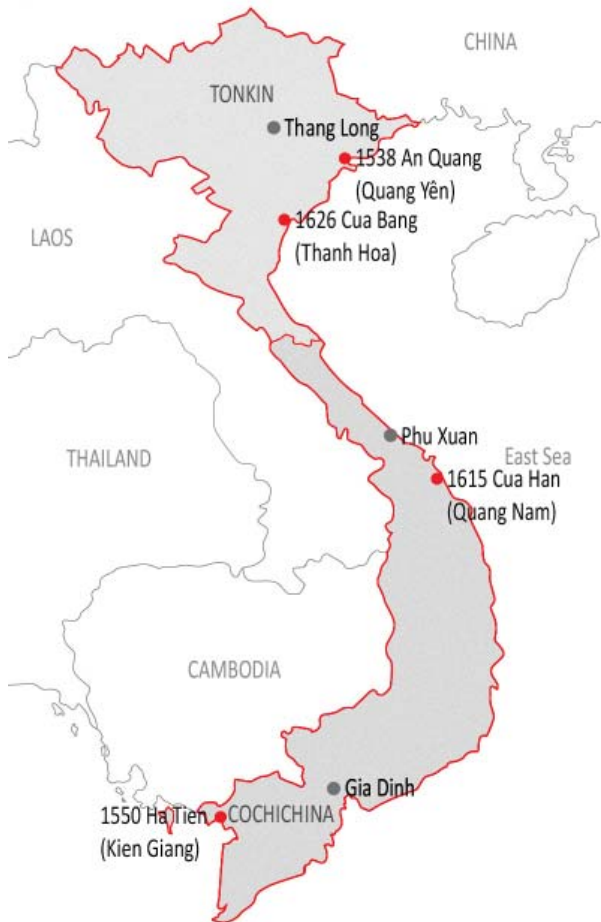 CHINA
TONKIN
Thang Long
1538 An Quang
(Quang Yên)
1626 Cua Bang
(Thanh Hoa)
LAOS
Phu Xuan
THAILAND
East Sea
1615 Cua Han
(Quang Nam)
CAMBODIA
Gia Dinh
1550 Ha Tien
COCHICHINA
(Kien Giang)